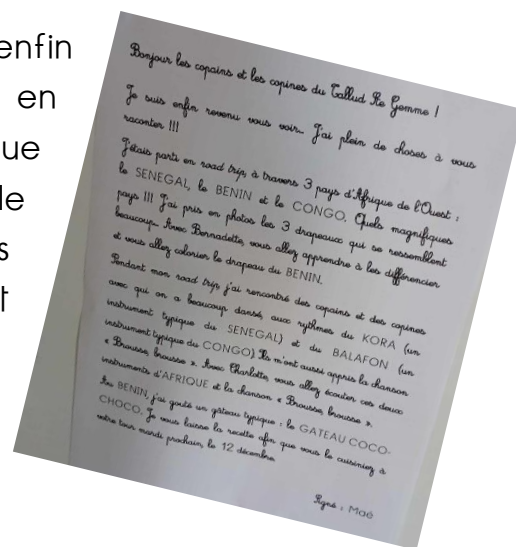 enfin
en
ue
le
s
t
Bonjour les copains et les copines du Tallud Ste Gemme !
Je suis enfin revenu vous voir... J'ai plein de choses à vous
raconter !!!
J'étais parti en road trip, à travers 3 pays d'Afrique de l'Ouest :
le SENEGAL, le BENIN et le CONGO. Quels magnifiques
pays !!! J'ai pris en photos les 3 drapeaux qui se ressemblent
beaucoup. Avec Bernadette, vous allez apprendre à les différencier
et vous allez colorier le drapeau du BENIN.
Pendant mon road trip, j'ai rencontré des copains et des copines
avec qui on a beaucoup dansé, aux rythmes du KORA (un
instrument typique du SENEGAL) et du BALAFON (un
instrument typique du CONGO) Ils m'ont aussi appris la chanson
« Brousse, brousse ». Avec Charlotte, vous allez écouter ces deux
instruments d'AFRIQUE et la chanson « Brousse, brousse ».
Au BENIN, j'ai gouté un gâteau typique : le GATEAU COCO-
CHOCO. Je vous laisse la recette afin que vous le cuisiniez à
votre tour mardi prochain, le 12 décembre.
Signé : Maé